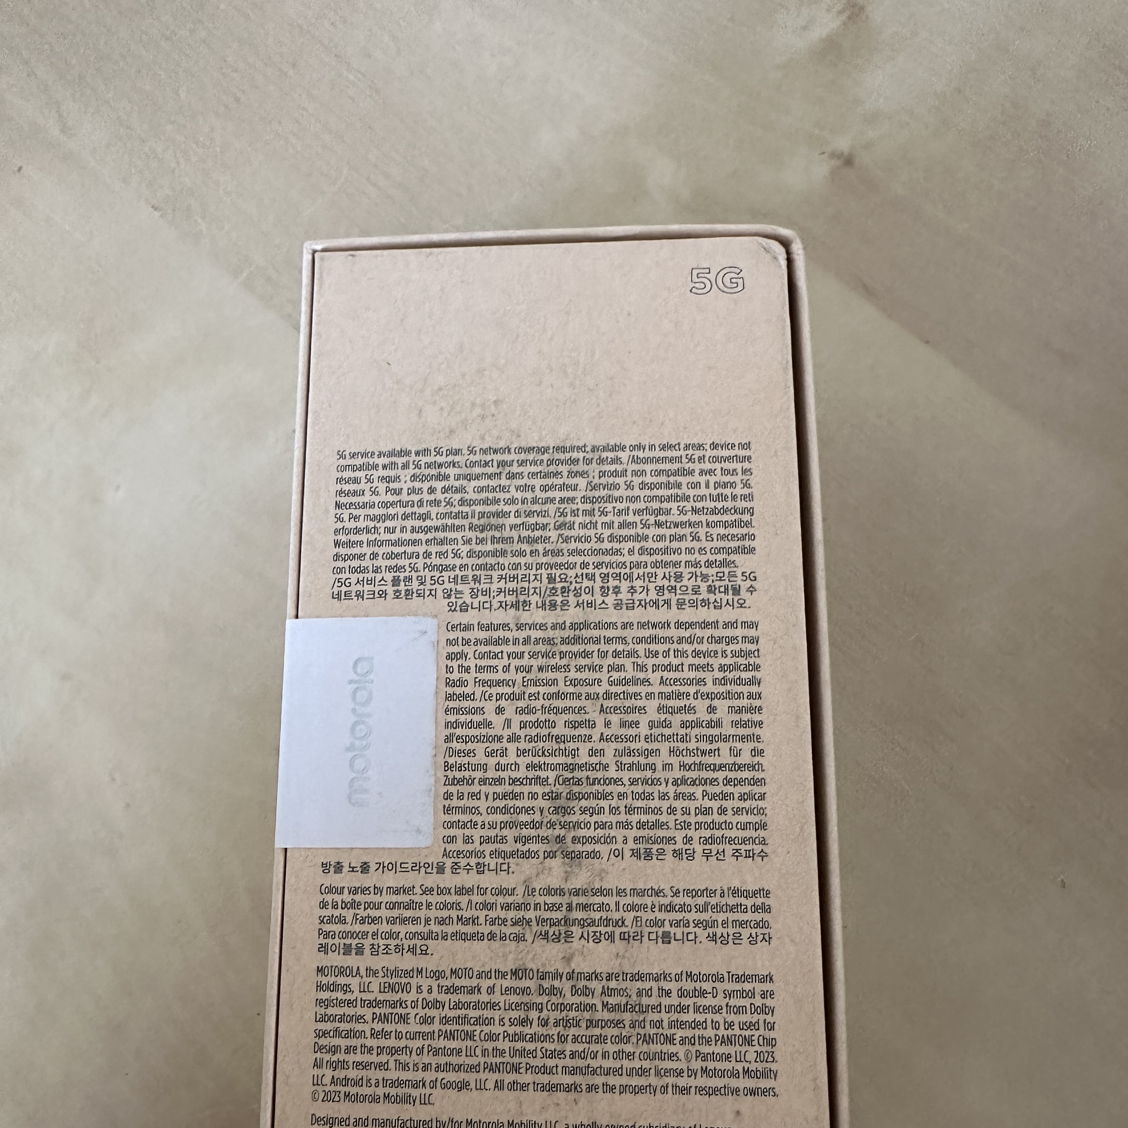 5G
5G service available with 5G plan. 5G network coverage required; available only in select areas; device not
compatible with all 5G networks. Contact your service provider for details. /Abonnement 5G et couverture
réseau 5G requis ; disponible uniquement dans certaines zones ; produit non compatible avec tous les
réseaux 5G. Pour plus de détails, contactez votre opérateur. /Servizio 5G disponibile con il piano 5G.
Necessaria copertura di rete 5G; disponibile solo in alcune aree; dispositivo non compatibile con tutte le reti
5G. Per maggiori dettagli, contatta il provider di servizi. /5G ist mit 5G-Tarif verfügbar. 5G-Netzabdeckung
erforderlich; nur in ausgewählten Regionen verfügbar; Gerät nicht mit allen 5G-Netzwerken kompatibel.
Weitere Informationen erhalten Sie bei Ihrem Anbieter. /Servicio 5G disponible con plan 5G. Es necesario
disponer de cobertura de red 5G; disponible solo en áreas seleccionadas; el dispositivo no es compatible
con todas las redes 5G. Póngase en contacto con su proveedor de servicios para obtener más detalles.
/5G 서비스 플랜 및 5G 네트워크 커버리지 필요;선택 영역에서만 사용 가능;모든 5G
네트워크와 호환되지 않는 장비;커버리지/호환성이 향후 추가 영역으로 확대될 수
있습니다.자세한 내용은 서비스 공급자에게 문의하십시오.
motorola
Certain features, services and applications are network dependent and may
not be available in all areas; additional terms, conditions and/or charges may
apply. Contact your service provider for details. Use of this device is subject
to the terms of your wireless service plan. This product meets applicable
Radio Frequency Emission Exposure Guidelines. Accessories individually
labeled. /Ce produit est conforme aux directives en matière d'exposition aux
émissions de radio-fréquences. Accessoires étiquetés de manière
individuelle. /Il prodotto rispetta le linee guida applicabili relative
all'esposizione alle radiofrequenze. Accessori etichettati singolarmente.
/Dieses Gerät berücksichtigt den zulässigen Höchstwert für die
Belastung durch elektromagnetische Strahlung im Hochfrequenzbereich.
Zubehör einzeln beschriftet. /Ciertas funciones, servicios y aplicaciones dependen
de la red y pueden no estar disponibles en todas las áreas. Pueden aplicar
términos, condiciones y cargos según los términos de su plan de servicio;
contacte a su proveedor de servicio para más detalles. Este producto cumple
con las pautas vigentes de exposición a emisiones de radiofrecuencia.
Accesorios etiquetados por separado. /이 제품은 해당 무선 주파수
방출 노출 가이드라인을 준수합니다.
Colour varies by market. See box label for colour. /Le coloris varie selon les marchés. Se reporter à l'étiquette
de la boîte pour connaître le coloris. /I colori variano in base al mercato. Il colore è indicato sull'etichetta della
scatola. /Farben variieren je nach Markt. Farbe siehe Verpackungsaufdruck. /El color varía según el mercado.
Para conocer el color, consulta la etiqueta de la caja. /색상은 시장에 따라 다릅니다. 색상은 상자
레이블을 참조하세요.
MOTOROLA, the Stylized M Logo, MOTO and the MOTO family of marks are trademarks of Motorola Trademark
Holdings, LLC. LENOVO is a trademark of Lenovo. Dolby, Dolby Atmos, and the double-D symbol are
registered trademarks of Dolby Laboratories Licensing Corporation. Manufactured under license from Dolby
Laboratories. PANTONE Color identification is solely for artistic purposes and not intended to be used for
specification. Refer to current PANTONE Color Publications for accurate color. PANTONE and the PANTONE Chip
Design are the property of Pantone LLC in the United States and/or in other countries. © Pantone LLC, 2023.
All rights reserved. This is an authorized PANTONE Product manufactured under license by Motorola Mobility
LLC. Android is a trademark of Google, LLC. All other trademarks are the property of their respective owners.
© 2023 Motorola Mobility LLC.
Designed and manufactured by/for Motorola Mobility LLC, a wholly owned subsidiary of